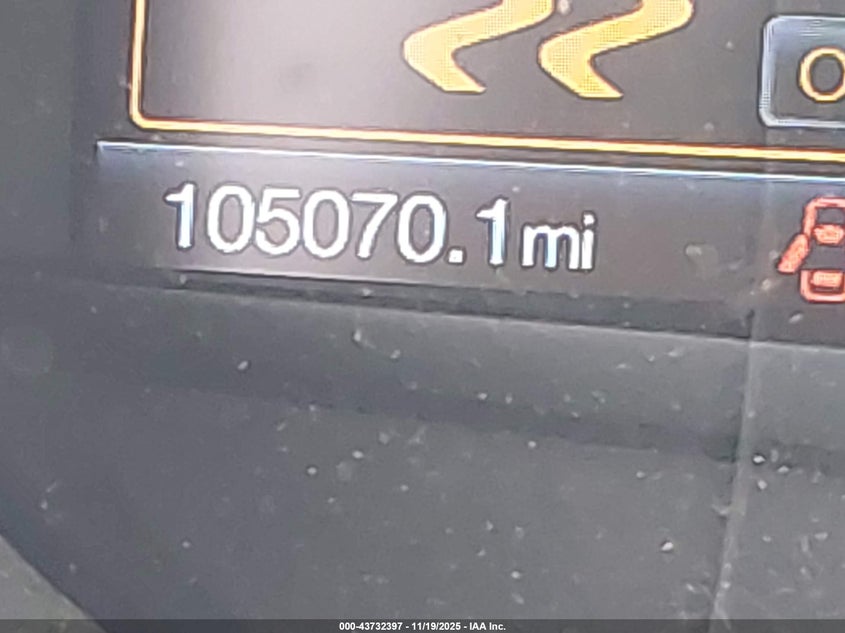 O
105070.1mi
000-43732397 - 11/19/2025 - IAA Inc.